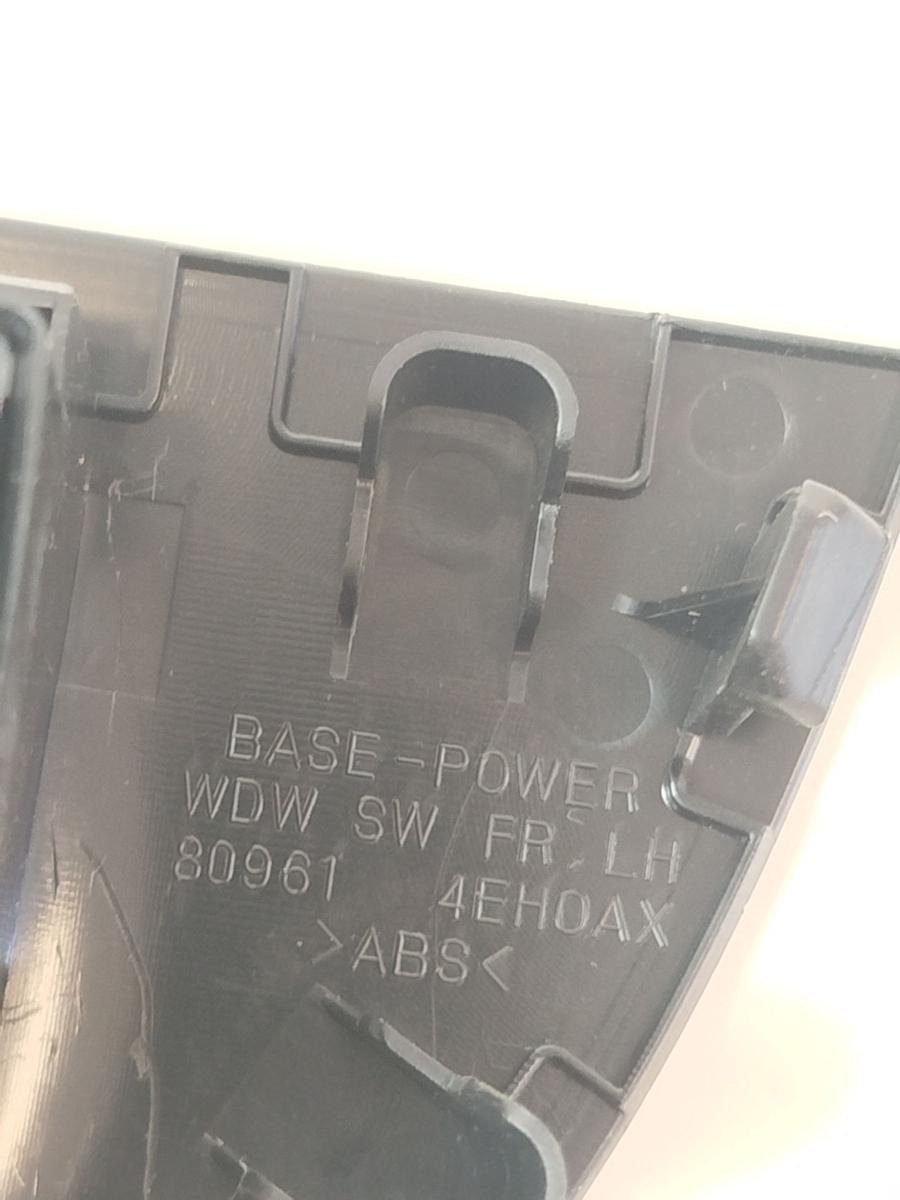 BASE-POWER
WDW SW FR, LH
80961 4EH0AX
>ABS<